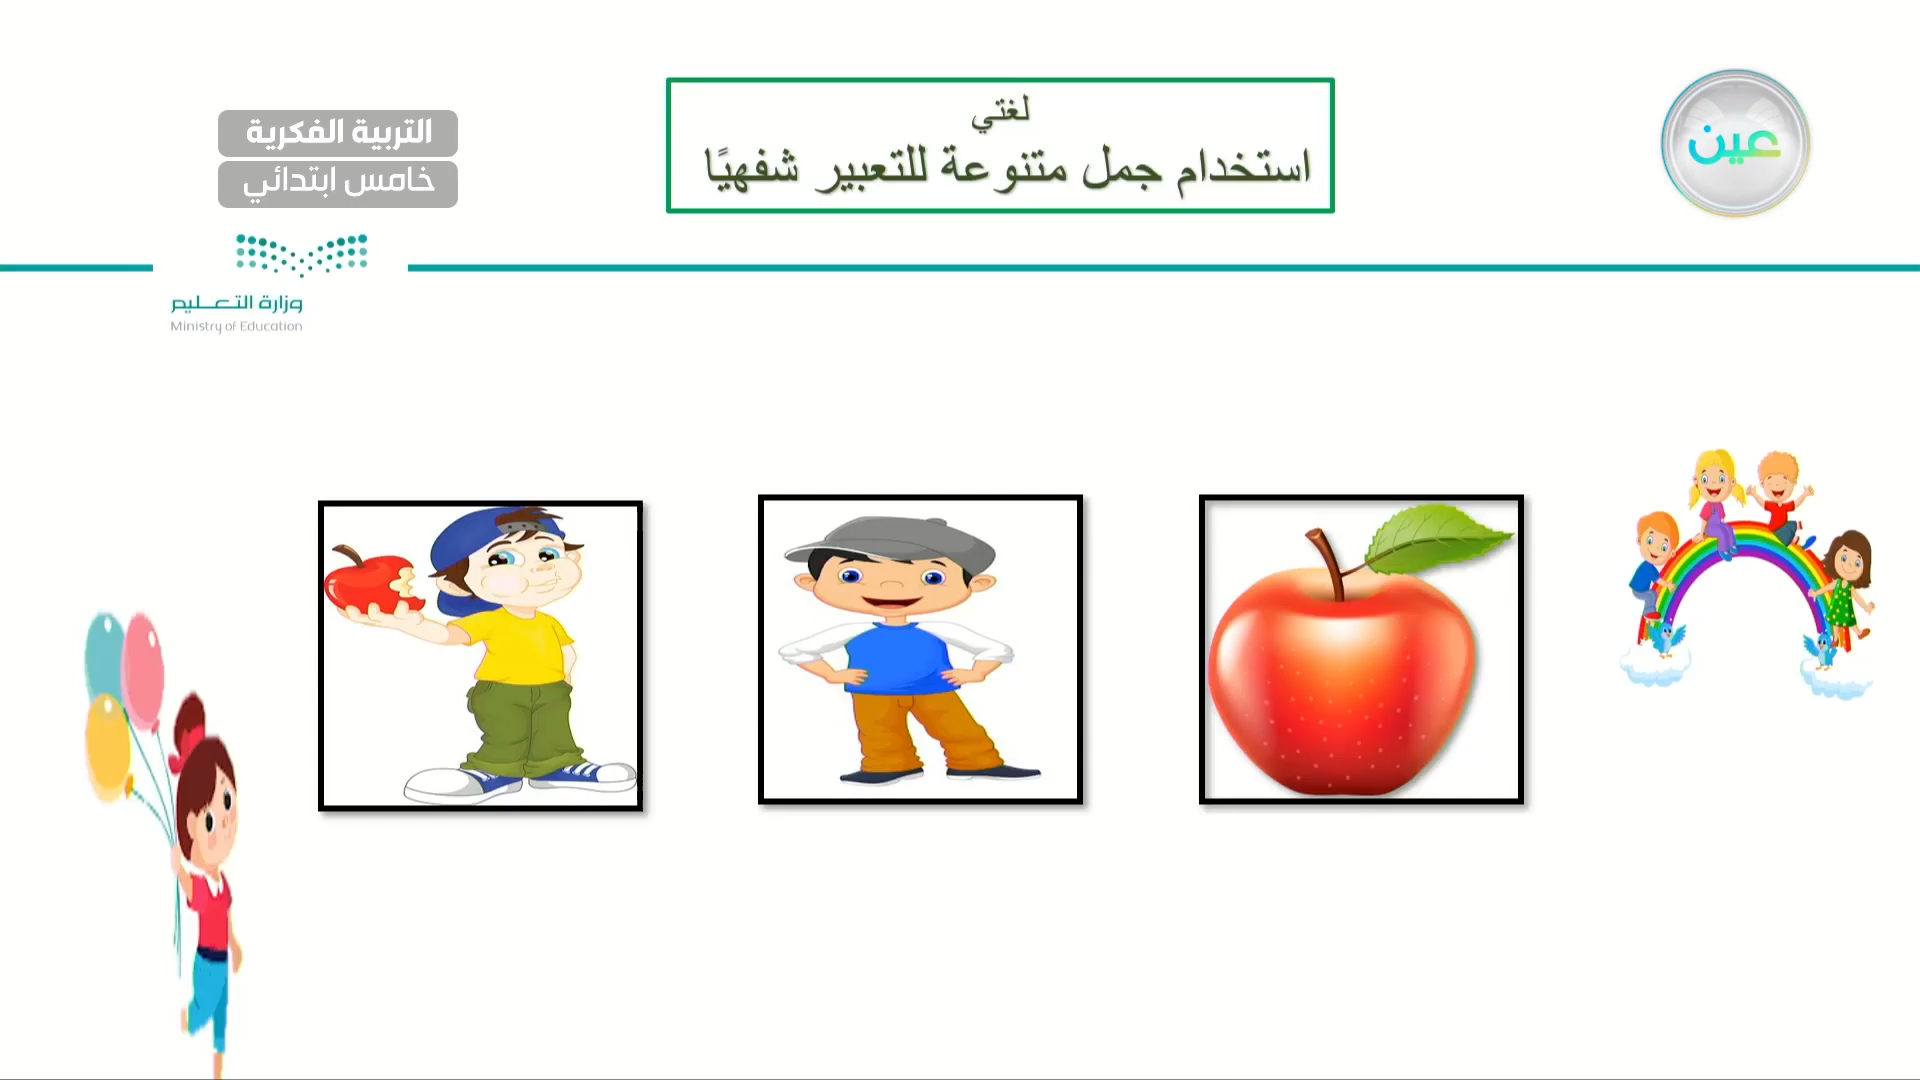 لغتي
استخدام جمل متنوعة للتعبير شفهيًا
عين
التربية الفكرية
خامس ابتدائي
وزارة التعليم
Ministry of Education